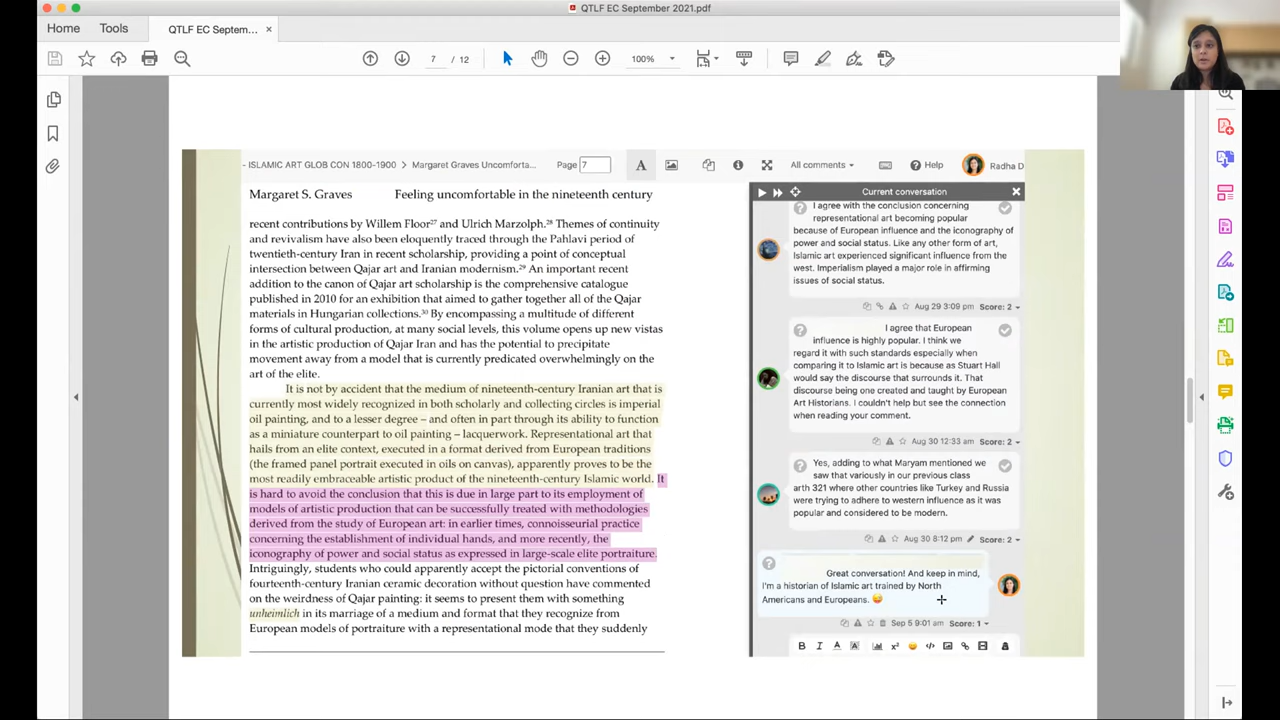 QTLF EC September 2021.pdf
Home
Tools
QTLF EC Septem...
7 / 12
100%
- ISLAMIC ART GLOB CON 1800-1900 > Margaret Graves Uncomforta...
Page 7
A
All comments
Help
Radha D
Margaret S. Graves Feeling uncomfortable in the nineteenth century
recent contributions by Willem Floor27 and Ulrich Marzolph.28 Themes of continuity
and revivalism have also been eloquently traced through the Pahlavi period of
twentieth-century Iran in recent scholarship, providing a point of conceptual
intersection between Qajar art and Iranian modernism.29 An important recent
addition to the canon of Qajar art scholarship is the comprehensive catalogue
published in 2010 for an exhibition that aimed to gather together all of the Qajar
materials in Hungarian collections.30 By encompassing a multitude of different
forms of cultural production, at many social levels, this volume opens up new vistas
in the artistic production of Qajar Iran and has the potential to precipitate
movement away from a model that is currently predicated overwhelmingly on the
art of the elite.
It is not by accident that the medium of nineteenth-century Iranian art that is
currently most widely recognized in both scholarly and collecting circles is imperial
oil painting, and to a lesser degree – and often in part through its ability to function
as a miniature counterpart to oil painting – lacquerwork. Representational art that
hails from an elite context, executed in a format derived from European traditions
(the framed panel portrait executed in oils on canvas), apparently proves to be the
most readily embraceable artistic product of the nineteenth-century Islamic world. It
is hard to avoid the conclusion that this is due in large part to its employment of
models of artistic production that can be successfully treated with methodologies
derived from the study of European art: in earlier times, connoisseurial practice
concerning the establishment of individual hands, and more recently, the
iconography of power and social status as expressed in large-scale elite portraiture.
Intriguingly, students who could apparently accept the pictorial conventions of
fourteenth-century Iranian ceramic decoration without question have commented
on the weirdness of Qajar painting: it seems to present them with something
unheimlich in its marriage of a medium and format that they recognize from
European models of portraiture with a representational mode that they suddenly
Current conversation
I agree with the conclusion concerning
representational art becoming popular
because of European influence and the iconography of
power and social status. Like any other form of art,
Islamic art experienced significant influence from the
west. Imperialism played a major role in affirming
issues of social status.
Aug 29 3:09 pm Score: 2
I agree that European
influence is highly popular. I think we
regard it with such standards especially when
comparing it to Islamic art is because as Stuart Hall
would say the discourse that surrounds it. That
discourse being one created and taught by European
Art Historians. I couldn't help but see the connection
when reading your comment.
Aug 30 12:33 am Score: 2
Yes, adding to what Maryam mentioned we
saw that variously in our previous class
arth 321 where other countries like Turkey and Russia
were trying to adhere to western influence as it was
popular and considered to be modern.
Aug 30 8:12 pm Score: 2
Great conversation! And keep in mind,
I'm a historian of Islamic art trained by North
Americans and Europeans. 😅
Sep 5 9:01 am Score: 1
B I A A x²